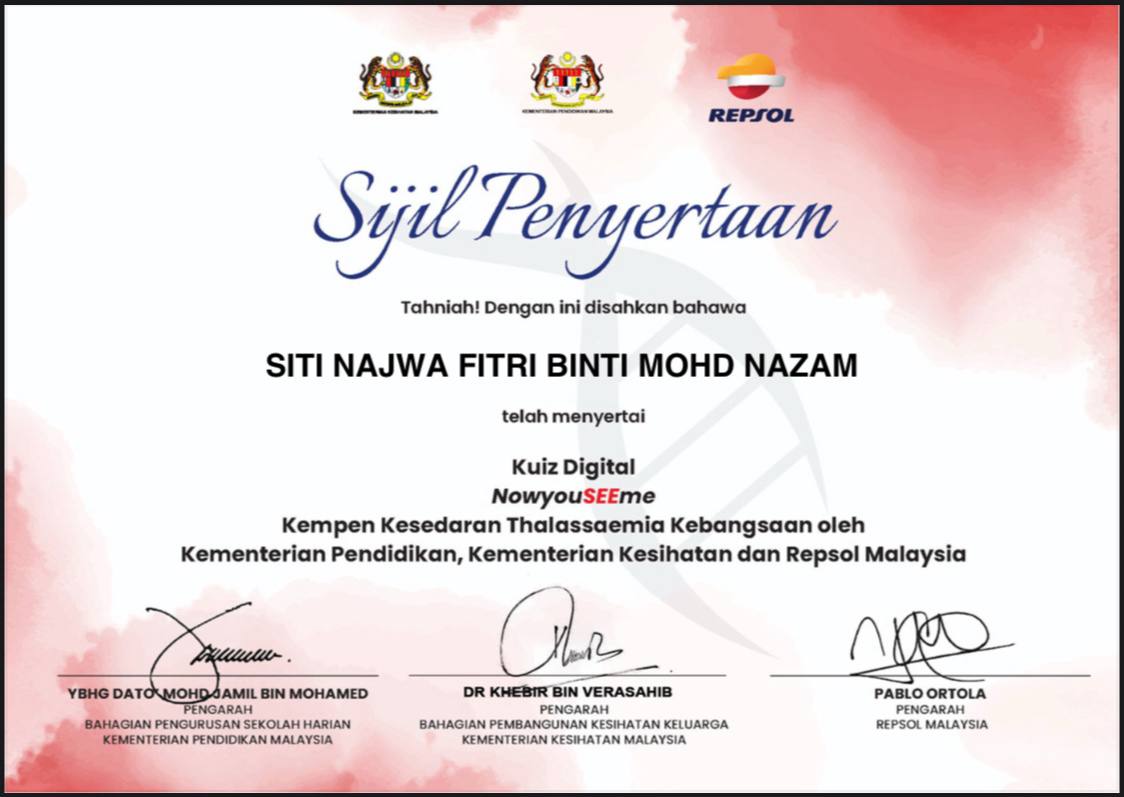 KEMENTERIAN KESIHATAN MALAYSIA
KEMENTERIAN PENDIDIKAN MALAYSIA
REPSOL
Sijil Penyertaan
Tahniah! Dengan ini disahkan bahawa
SITI NAJWA FITRI BINTI MOHD NAZAM
telah menyertai
Kuiz Digital
NowyouSEEme
Kempen Kesedaran Thalassaemia Kebangsaan oleh
Kementerian Pendidikan, Kementerian Kesihatan dan Repsol Malaysia
YBHG DATO' MOHD JAMIL BIN MOHAMED
PENGARAH
BAHAGIAN PENGURUSAN SEKOLAH HARIAN
KEMENTERIAN PENDIDIKAN MALAYSIA
DR KHEBIR BIN VERASAHIB
PENGARAH
BAHAGIAN PEMBANGUNAN KESIHATAN KELUARGA
KEMENTERIAN KESIHATAN MALAYSIA
PABLO ORTOLA
PENGARAH
REPSOL MALAYSIA